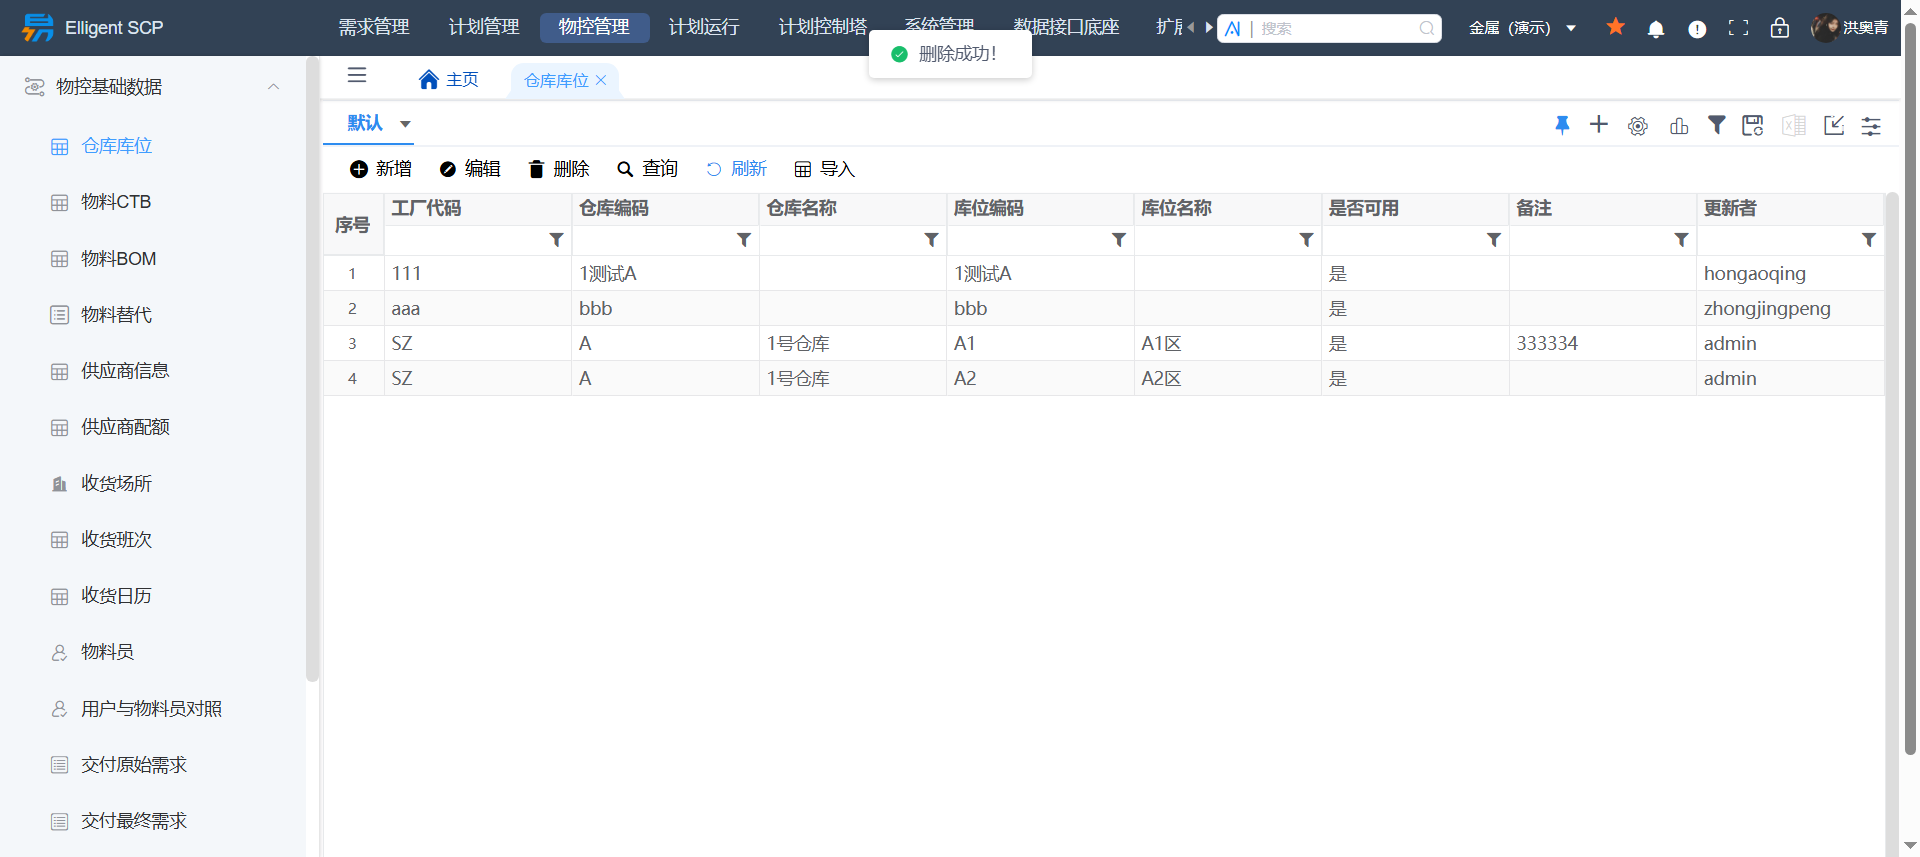 Elligent SCP
需求管理 计划管理 物控管理 计划运行 计划控制塔 系统管理 数据接口底座
搜索
金属 (演示)
洪奥青
删除成功!
物控基础数据
仓库库位
物料CTB
物料BOM
物料替代
供应商信息
供应商配额
收货场所
收货班次
收货日历
物料员
用户与物料员对照
交付原始需求
交付最终需求
主页 仓库库位
默认
新增 编辑 删除 查询 刷新 导入
序号 工厂代码 仓库编码 仓库名称 库位编码 库位名称 是否可用 备注 更新者
1 111 1测试A 1测试A 是 hongaoqing
2 aaa bbb bbb 是 zhongjingpeng
3 SZ A 1号仓库 A1 A1区 是 333334 admin
4 SZ A 1号仓库 A2 A2区 是 admin